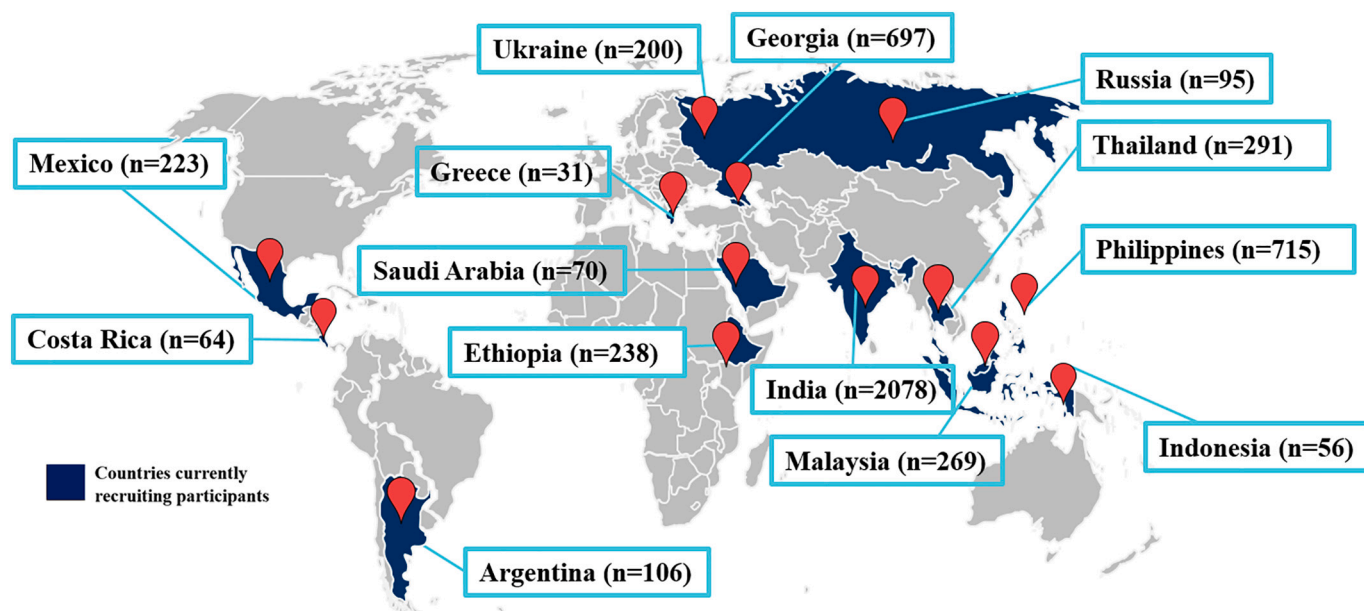 Ukraine (n=200)
Georgia (n=697)
Russia (n=95)
Mexico (n=223)
Greece (n=31)
Thailand (n=291)
Saudi Arabia (n=70)
Philippines (n=715)
Costa Rica (n=64)
Ethiopia (n=238)
India (n=2078)
Malaysia (n=269)
Indonesia (n=56)
Countries currently
recruiting participants
Argentina (n=106)